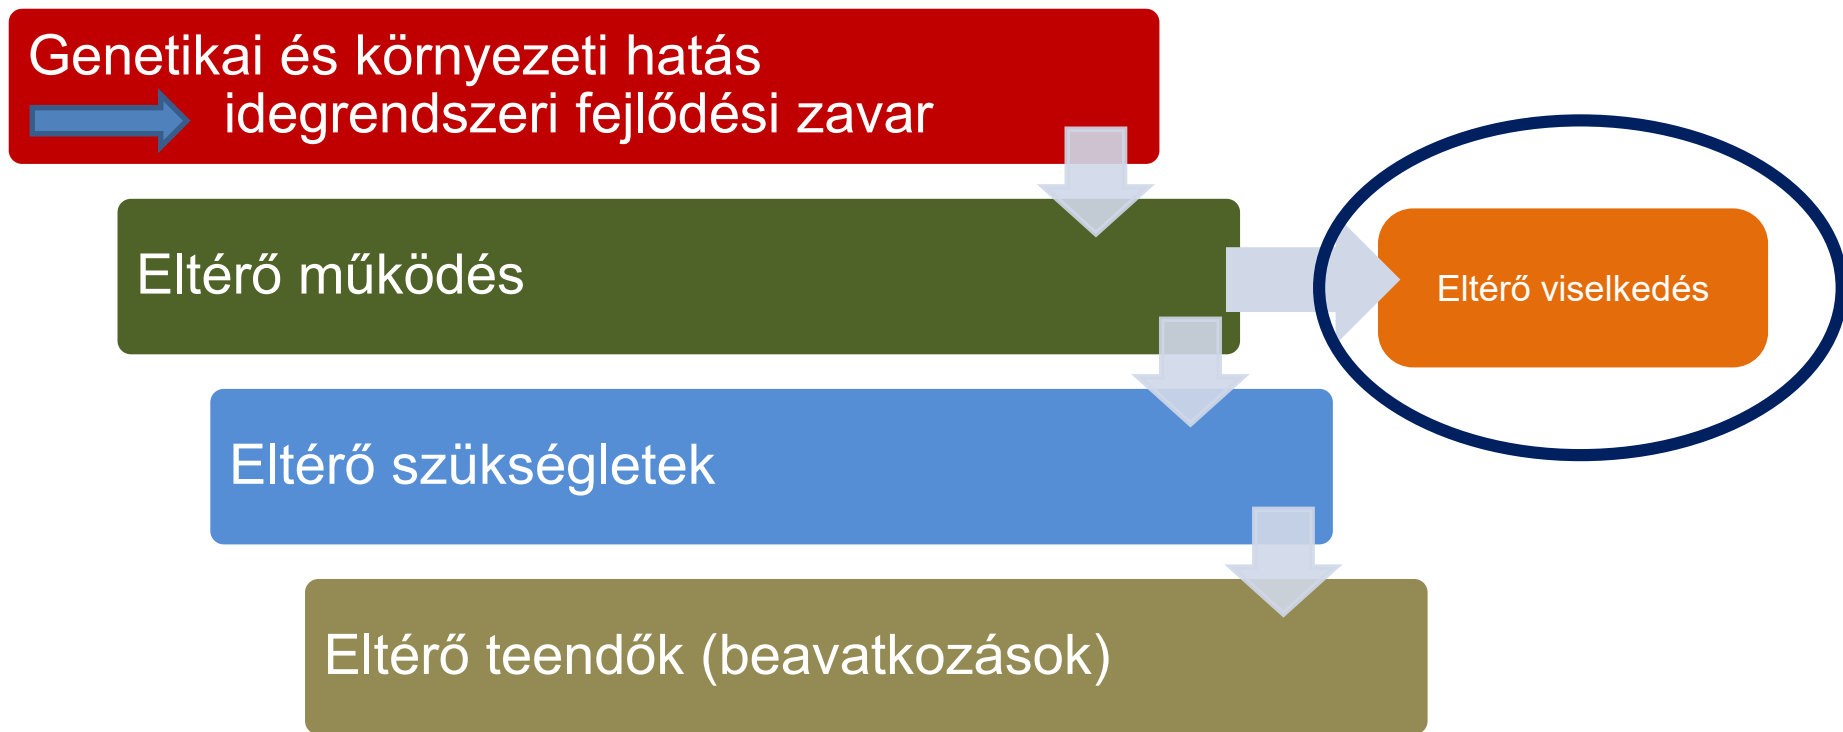 Genetikai és környezeti hatás
idegrendszeri fejlődési zavar
Eltérő működés
Eltérő viselkedés
Eltérő szükségletek
Eltérő teendők (beavatkozások)